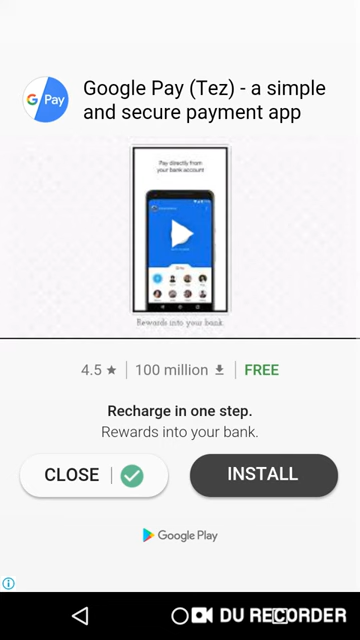 G Pay
Google Pay (Tez) - a simple
and secure payment app
Pay directly from
your bank account
Rewards into your bank.
4.5 ★ | 100 million | FREE
Recharge in one step.
Rewards into your bank.
CLOSE | INSTALL
Google Play
DU RECORDER